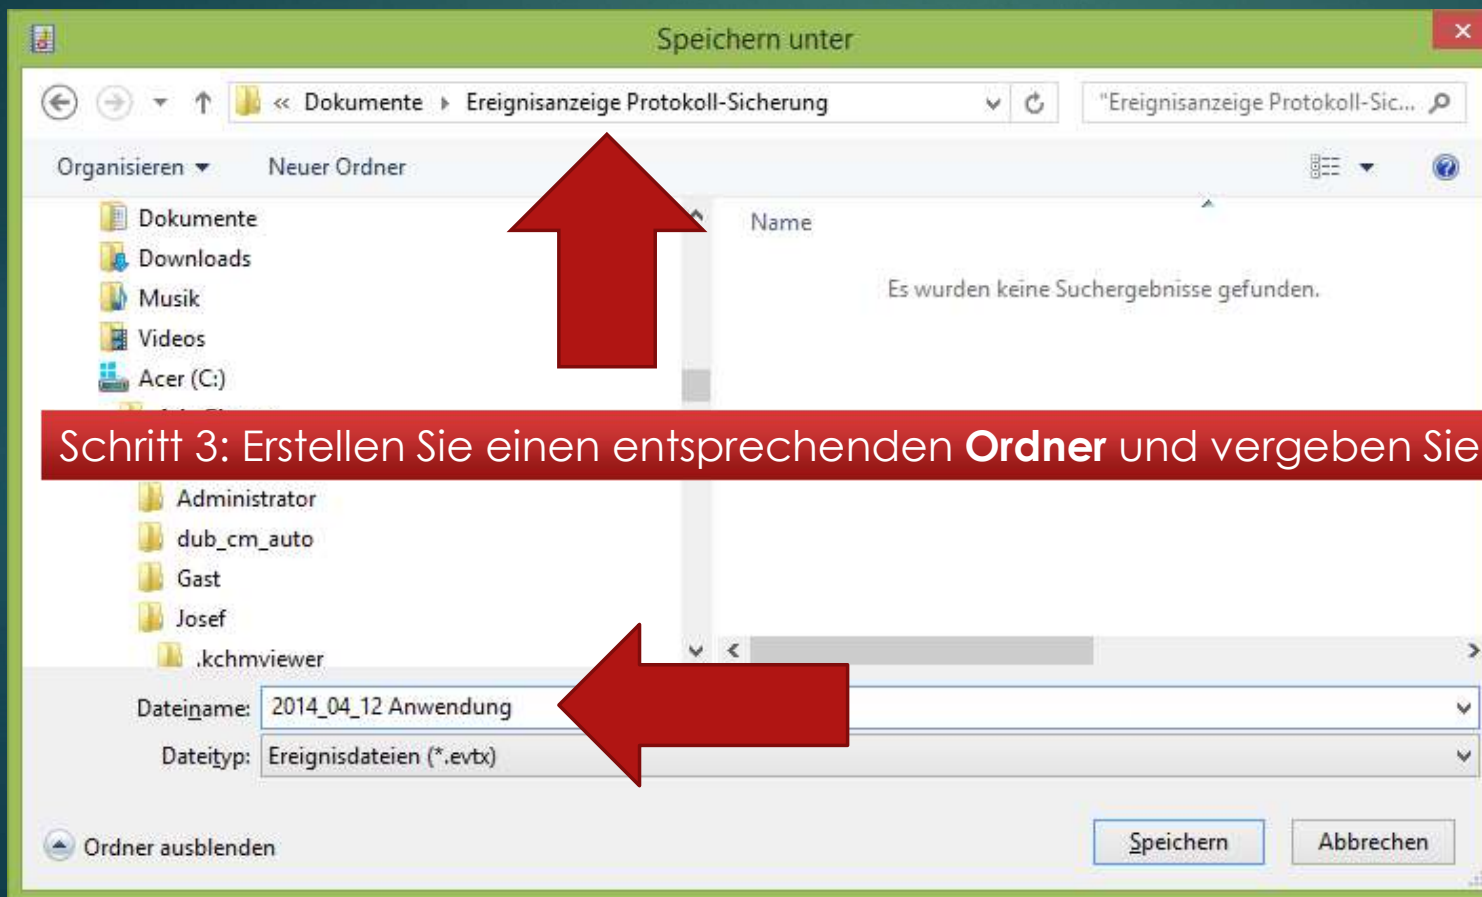 Speichern unter
« Dokumente Ereignisanzeige Protokoll-Sicherung
"Ereignisanzeige Protokoll-Sic...
Organisieren Neuer Ordner
Dokumente
Downloads
Musik
Videos
Acer (C:)
Name
Es wurden keine Suchergebnisse gefunden.
Schritt 3: Erstellen Sie einen entsprechenden Ordner und vergeben Sie
Administrator
dub_cm_auto
Gast
Josef
.kchmviewer
Dateiname: 2014_04_12 Anwendung
Dateityp: Ereignisdateien (*.evtx)
Ordner ausblenden
Speichern Abbrechen